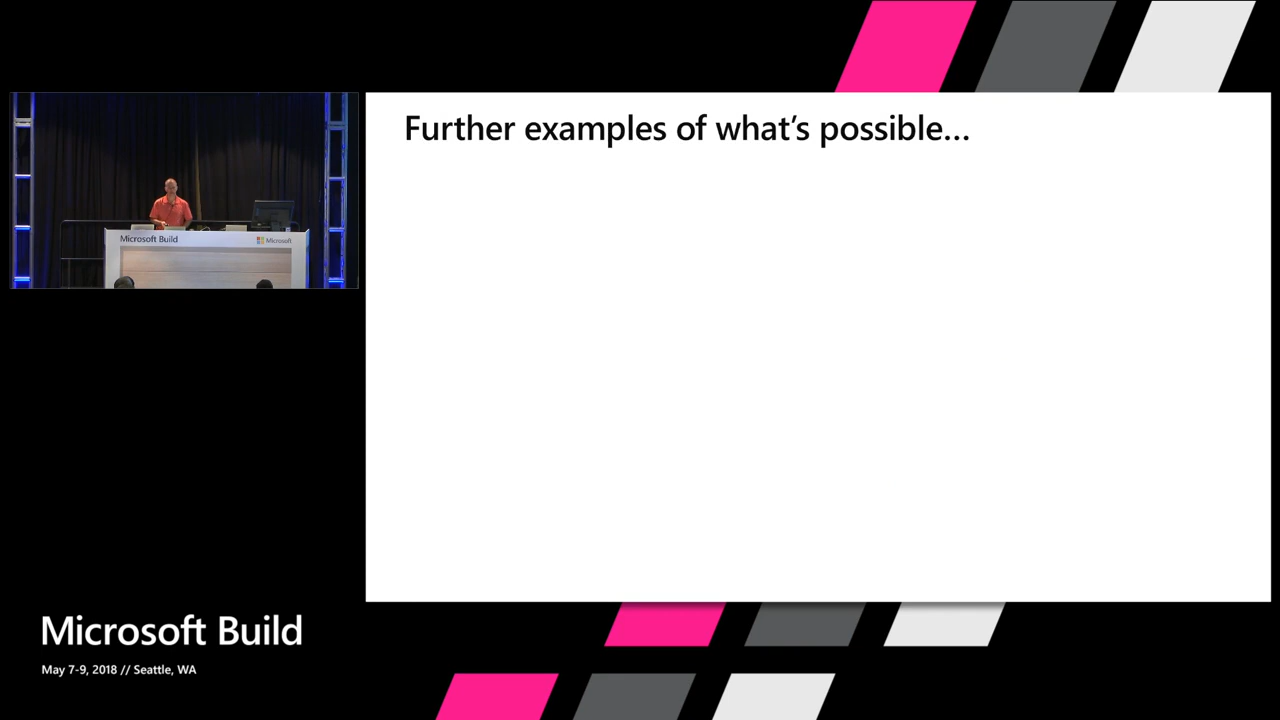 Further examples of what's possible...
Microsoft Build
Microsoft
Microsoft Build
May 7-9, 2018 // Seattle, WA